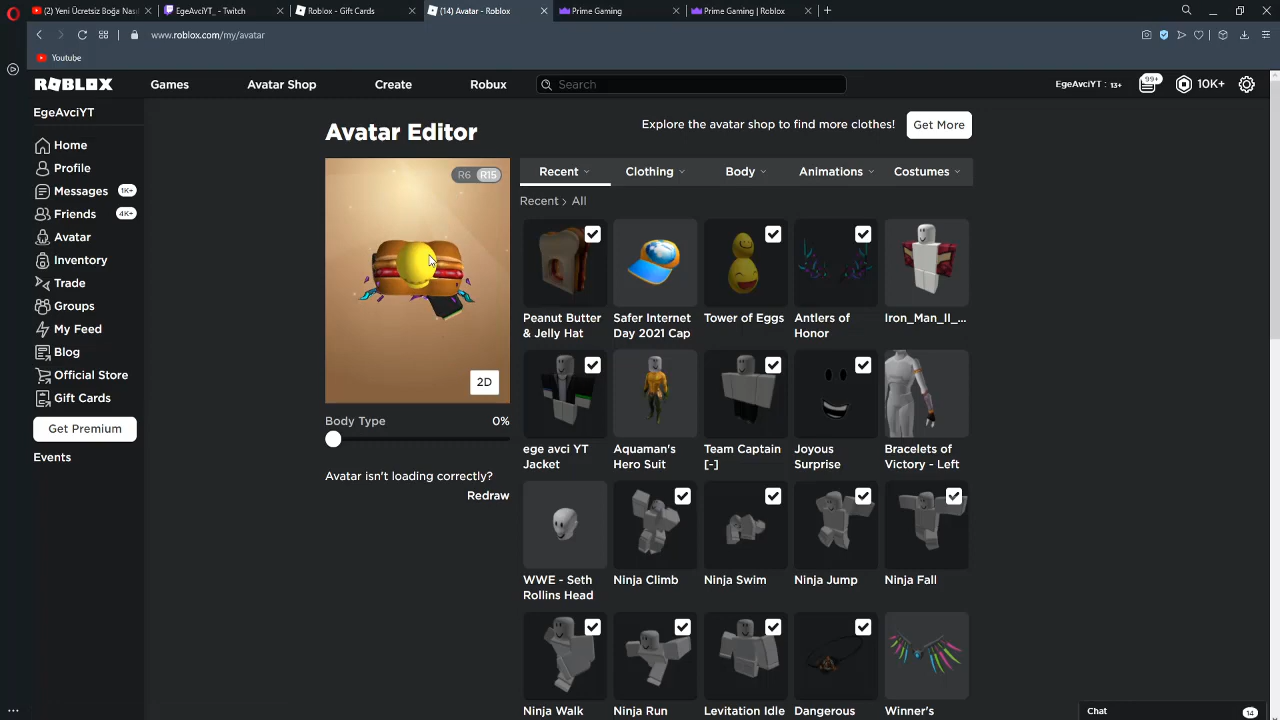 (2) Yeni Ücretsiz Boğa Nasıl
EgeAvciYT_ - Twitch
Roblox - Gift Cards
(14) Avatar - Roblox
Prime Gaming
Prime Gaming | Roblox
www.roblox.com/my/avatar
Youtube
ROBLOX
Games
Avatar Shop
Create
Robux
Search
EgeAvciYT : 13+
99+
10K+
EgeAvciYT
Home
Profile
Messages 1K+
Friends 4K+
Avatar
Inventory
Trade
Groups
My Feed
Blog
Official Store
Gift Cards
Get Premium
Events
Avatar Editor
Explore the avatar shop to find more clothes!
Get More
R6 R15
2D
Body Type 0%
Avatar isn't loading correctly?
Redraw
Recent
Clothing
Body
Animations
Costumes
Recent › All
Peanut Butter & Jelly Hat
Safer Internet Day 2021 Cap
Tower of Eggs
Antlers of Honor
Iron_Man_II_...
ege avci YT Jacket
Aquaman's Hero Suit
Team Captain [-]
Joyous Surprise
Bracelets of Victory - Left
WWE - Seth Rollins Head
Ninja Climb
Ninja Swim
Ninja Jump
Ninja Fall
Ninja Walk
Ninja Run
Levitation Idle
Dangerous
Winner's
Chat
14